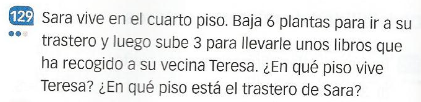 129 Sara vive en el cuarto piso. Baja 6 plantas para ir a su
trastero y luego sube 3 para llevarle unos libros que
ha recogido a su vecina Teresa. ¿En qué piso vive
Teresa? ¿En qué piso está el trastero de Sara?